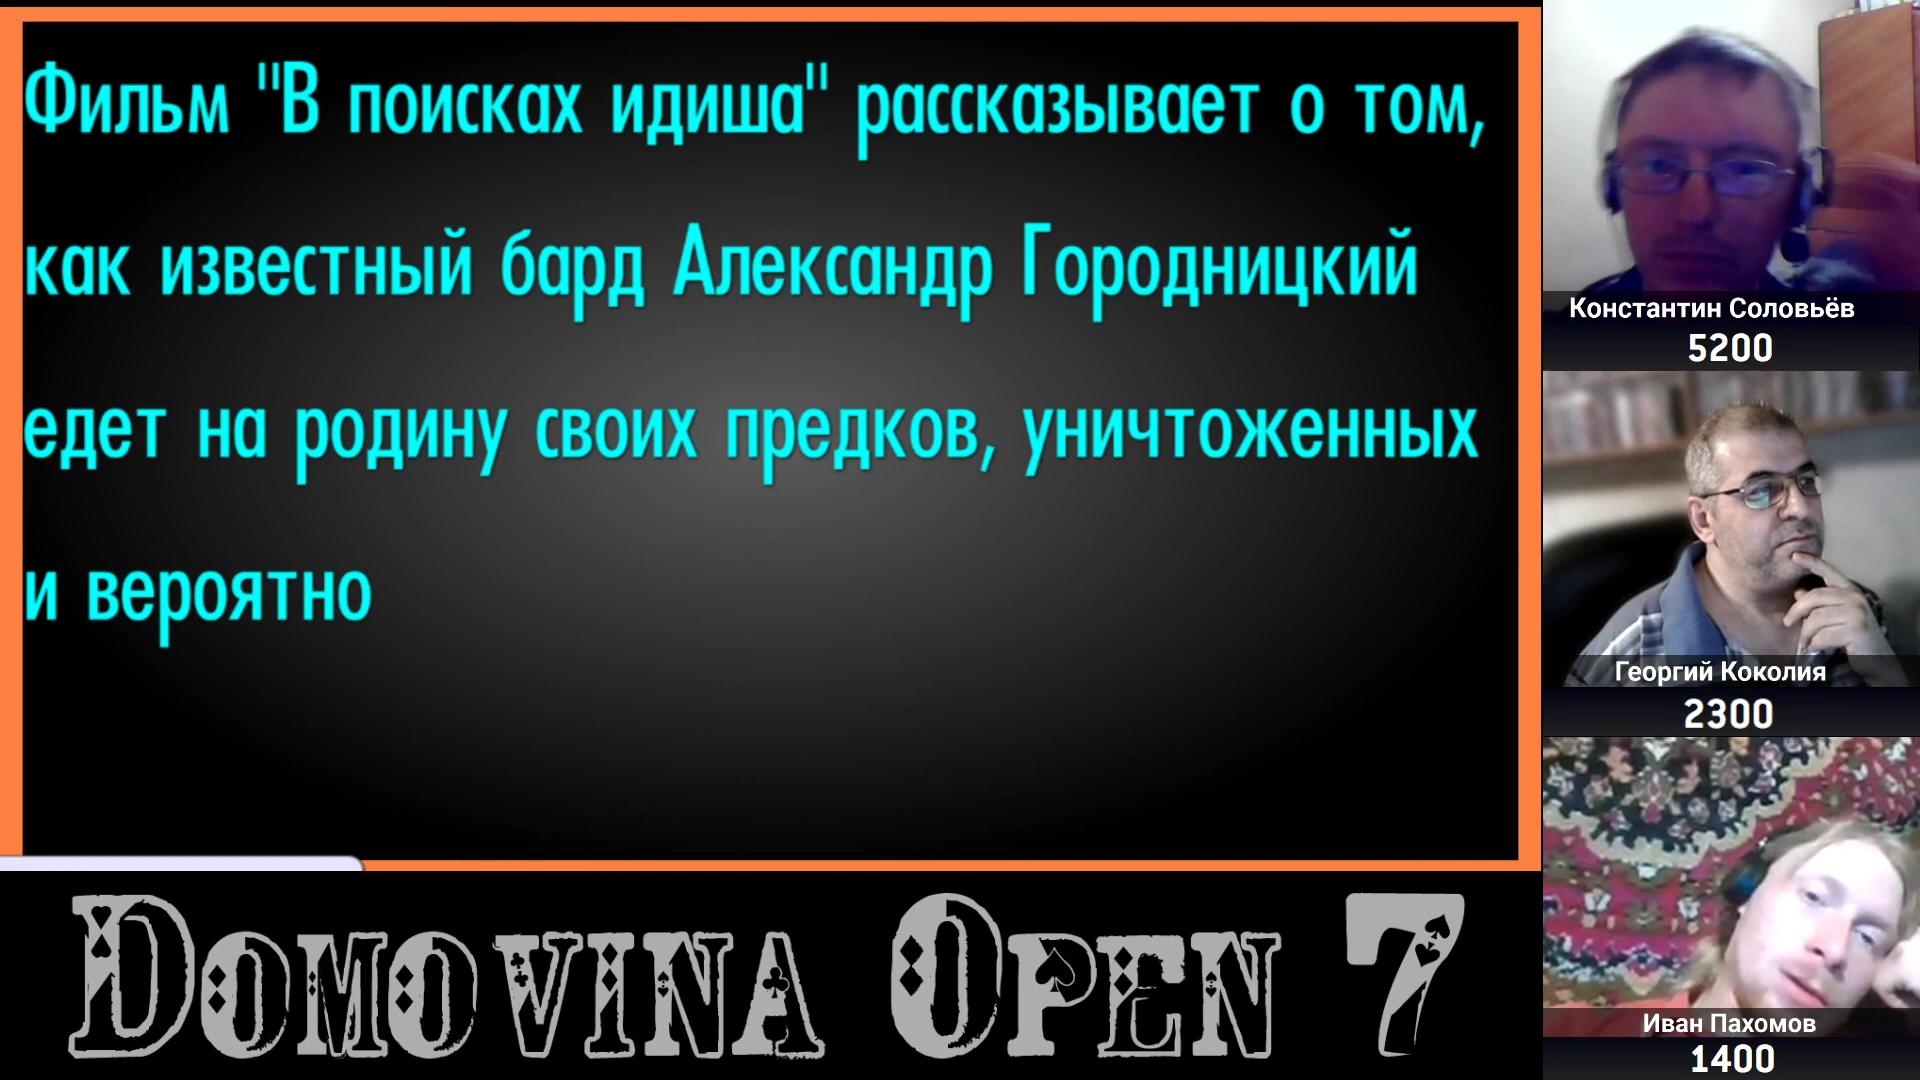 Фильм "В поисках идиша" рассказывает о том,
как известный бард Александр Городницкий
едет на родину своих предков, уничтоженных
и вероятно
Константин Соловьёв
5200
Георгий Коколия
2300
Иван Пахомов
1400
Domovina Open 7